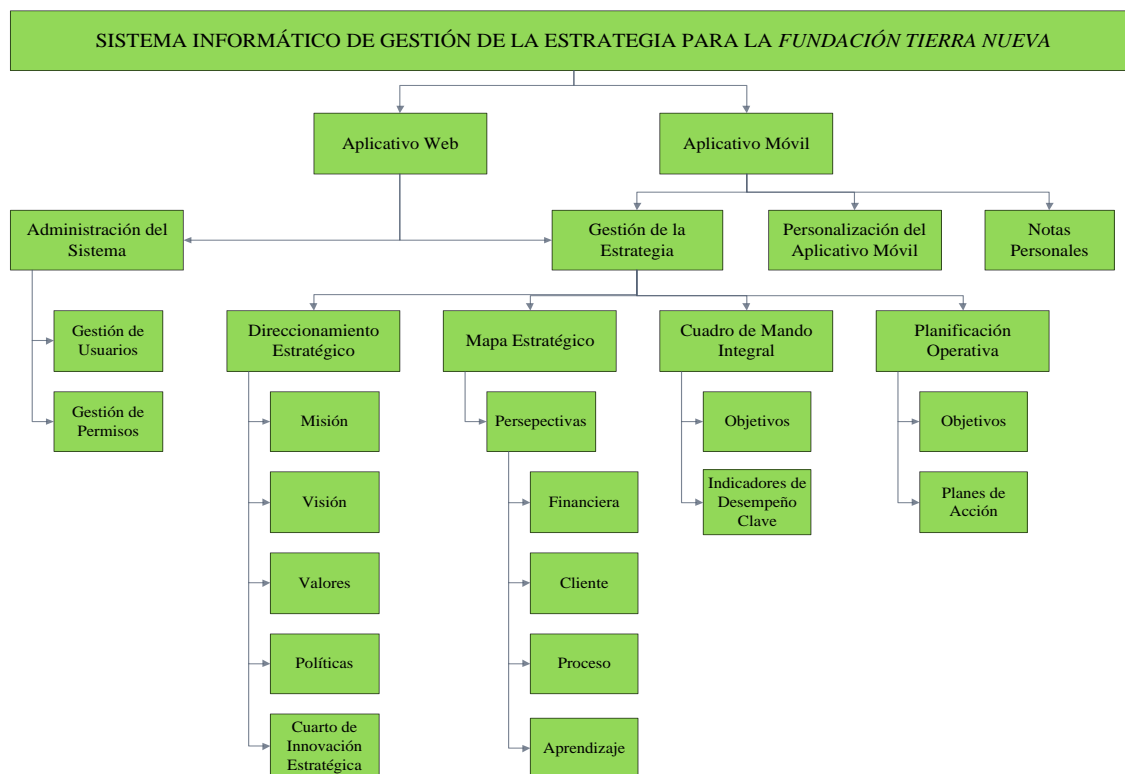 SISTEMA INFORMÁTICO DE GESTIÓN DE LA ESTRATEGIA PARA LA FUNDACIÓN TIERRA NUEVA
Aplicativo Web
Aplicativo Móvil
Administración del
Sistema
Gestión de la
Estrategia
Personalización del
Aplicativo Móvil
Notas
Personales
Gestión de
Usuarios
Gestión de
Permisos
Direccionamiento
Estratégico
Misión
Visión
Valores
Políticas
Cuarto de
Innovación
Estratégica
Mapa Estratégico
Persepectivas
Financiera
Cliente
Proceso
Aprendizaje
Cuadro de Mando
Integral
Objetivos
Indicadores de
Desempeño
Clave
Planificación
Operativa
Objetivos
Planes de
Acción